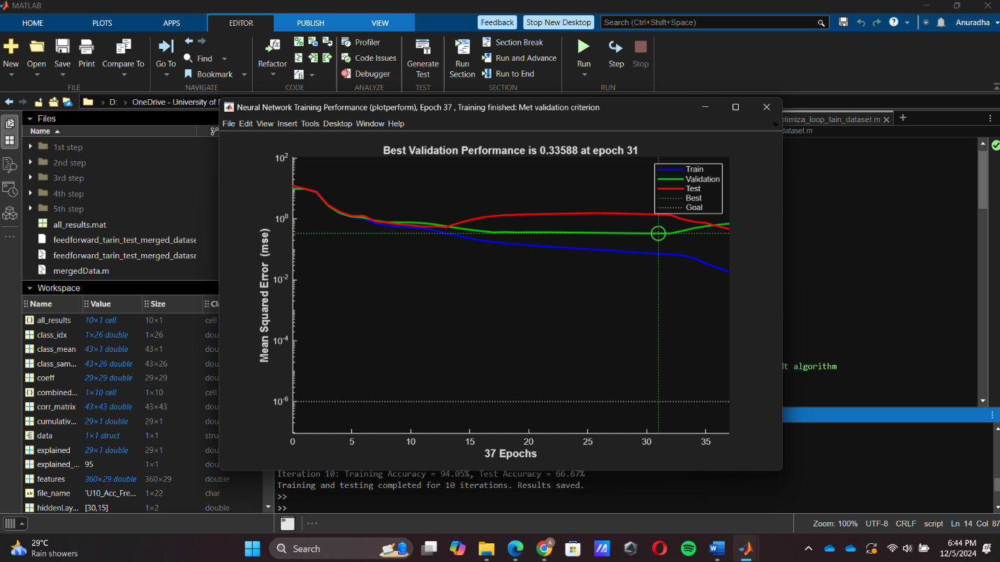 MATLAB
HOME PLOTS APPS EDITOR PUBLISH VIEW Feedback Stop New Desktop Search (Ctrl+Shift+Space) Anuradha
New Open Save Print Compare To Go To Find Bookmark Refactor Profiler Code Issues Debugger Generate Test Run Section Section Break Run and Advance Run to End Run Step Stop
FILE NAVIGATE CODE ANALYZE TEST SECTION RUN
D: OneDrive - University of
Files
Name
1st step
2nd step
3rd step
4th step
5th step
all_results.mat
feedforward_tarin_test_merged_datase
feedforward_tarin_test_merged_datase
mergedData.m
Workspace
Name Value Size Cla
all_results 10×1 cell 10×1 cell
class_idx 1×26 double 1×26 dou
class_mean 43×1 double 43×1 dou
class_sam... 43×26 double 43×26 dou
coeff 29×29 double 29×29 dou
combined... 1×10 cell 1×10 cell
corr_matrix 43×43 double 43×43 dou
cumulativ... 29×1 double 29×1 dou
data 1×1 struct 1×1 stru
explained 29×1 double 29×1 dou
explained_... 95 1×1 dou
features 360×29 double 360×29 double
file_name 'U10_Acc_Fre... 1×22 char
hiddenLay... [30,15] 1×2 double
Neural Network Training Performance (plotperform), Epoch 37 , Training finished: Met validation criterion
File Edit View Insert Tools Desktop Window Help
Best Validation Performance is 0.33588 at epoch 31
Mean Squared Error (mse)
10²
10⁰
10⁻²
10⁻⁴
10⁻⁶
Train
Validation
Test
Best
Goal
0 5 10 15 20 25 30 35
37 Epochs
ptimiza_loop_tain_dataset.m
dataset.m
dt algorithm
Iteration 10: Training Accuracy = 94.05%, Test Accuracy = 66.67%
Training and testing completed for 10 iterations. Results saved.
>>
>>
Zoom: 100% UTF-8 CRLF script Ln 14 Col 87
29°C
Rain showers
Search
6:44 PM
12/5/2024